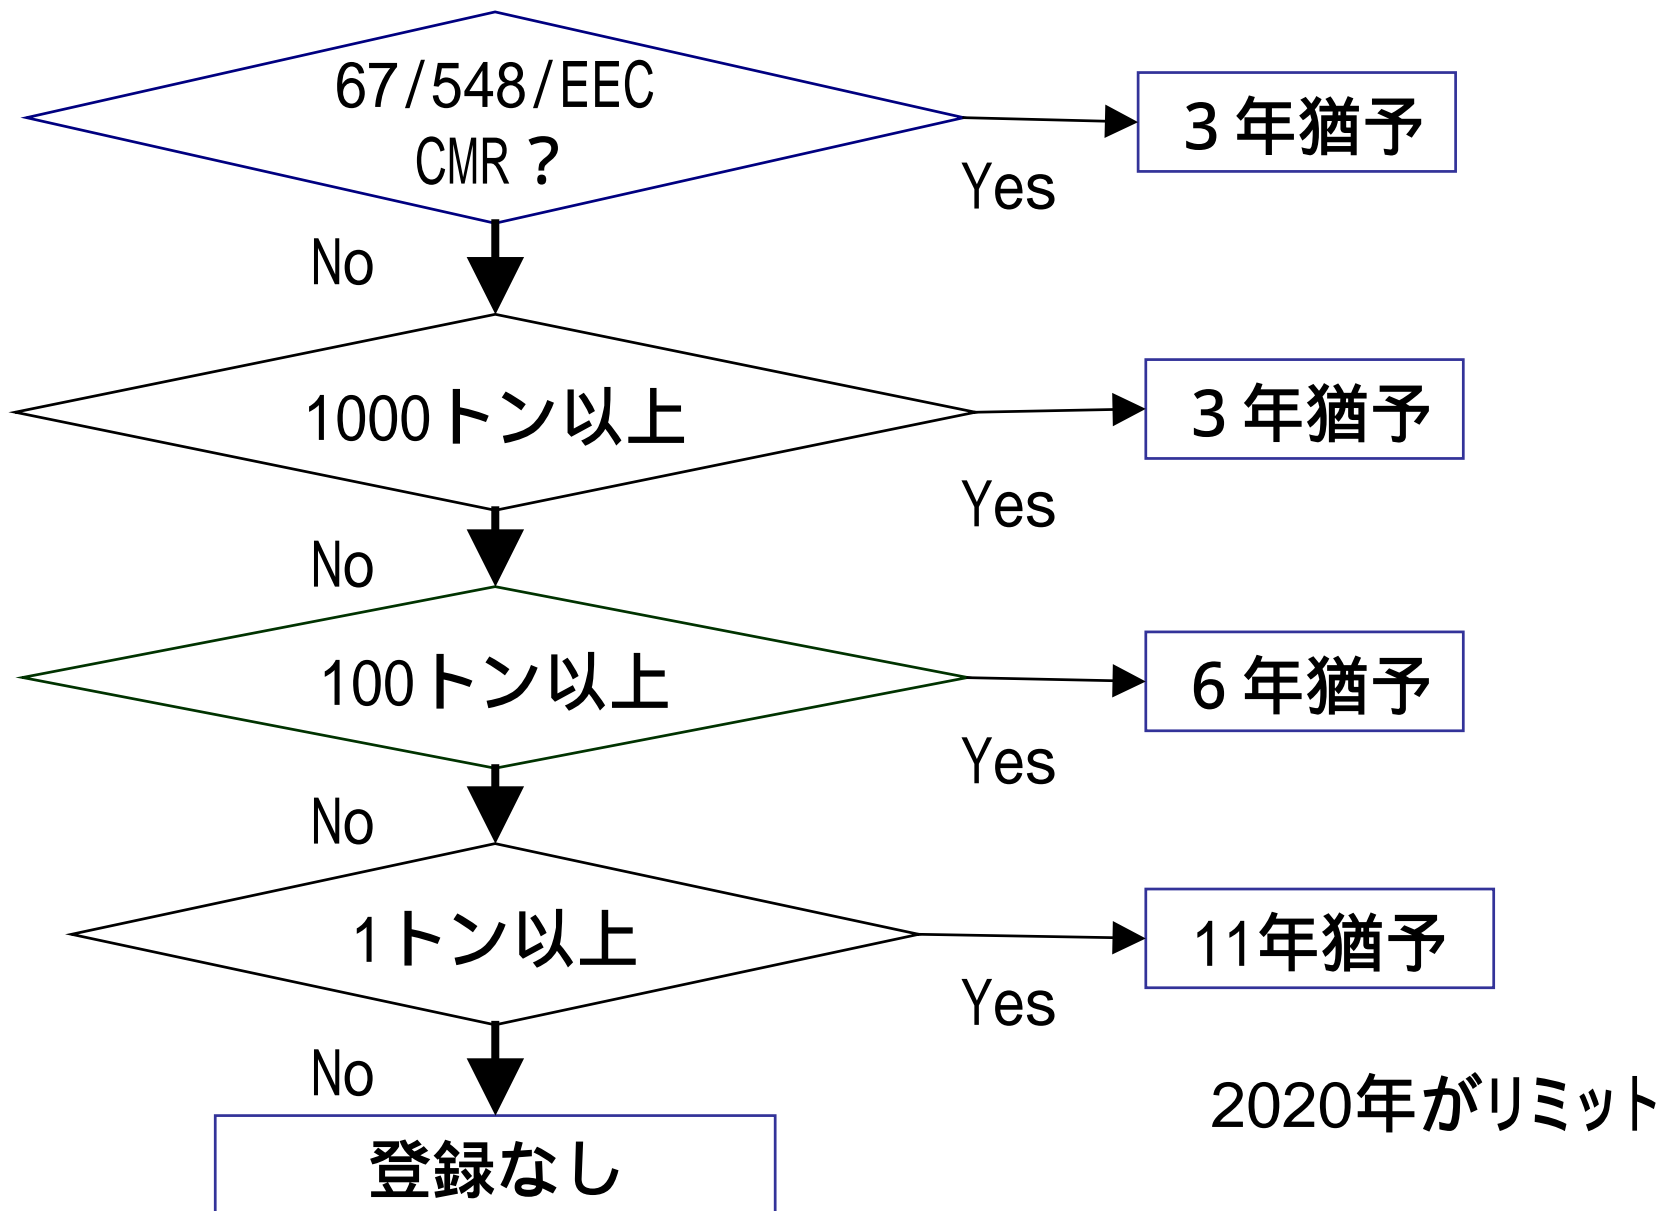 67/548/EEC
CMR？
3年猶予
Yes
No
1000トン以上
3年猶予
Yes
No
100トン以上
6年猶予
Yes
No
1トン以上
11年猶予
Yes
No
2020年がリミット
登録なし